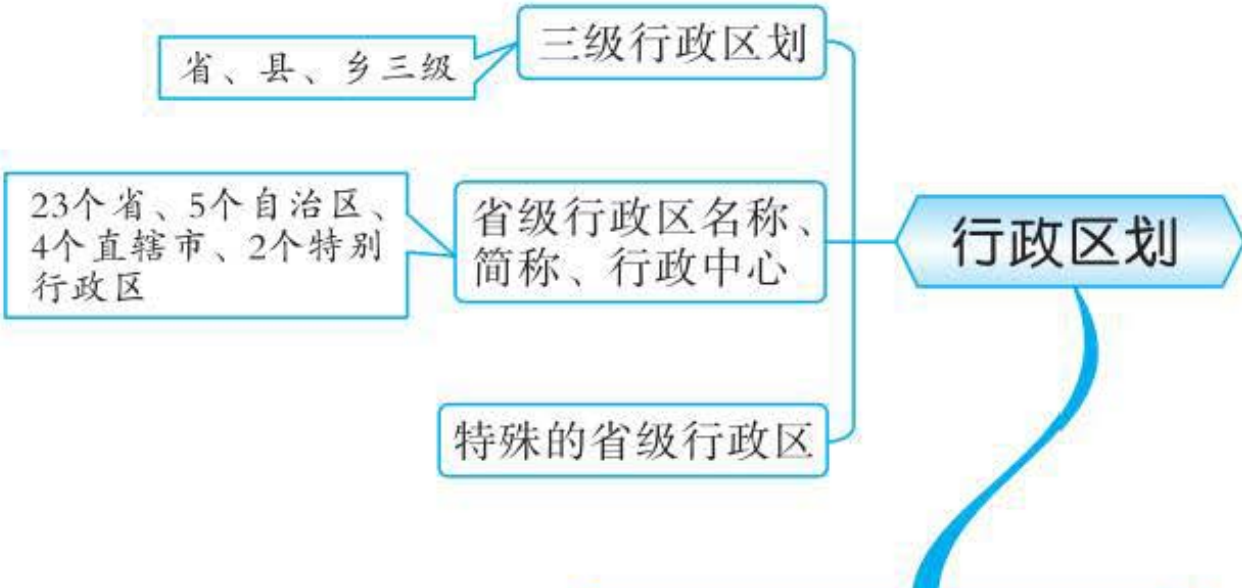 三级行政区划
省、县、乡三级
23个省、5个自治区、
4个直辖市、2个特别
行政区
省级行政区名称、
简称、行政中心
行政区划
特殊的省级行政区